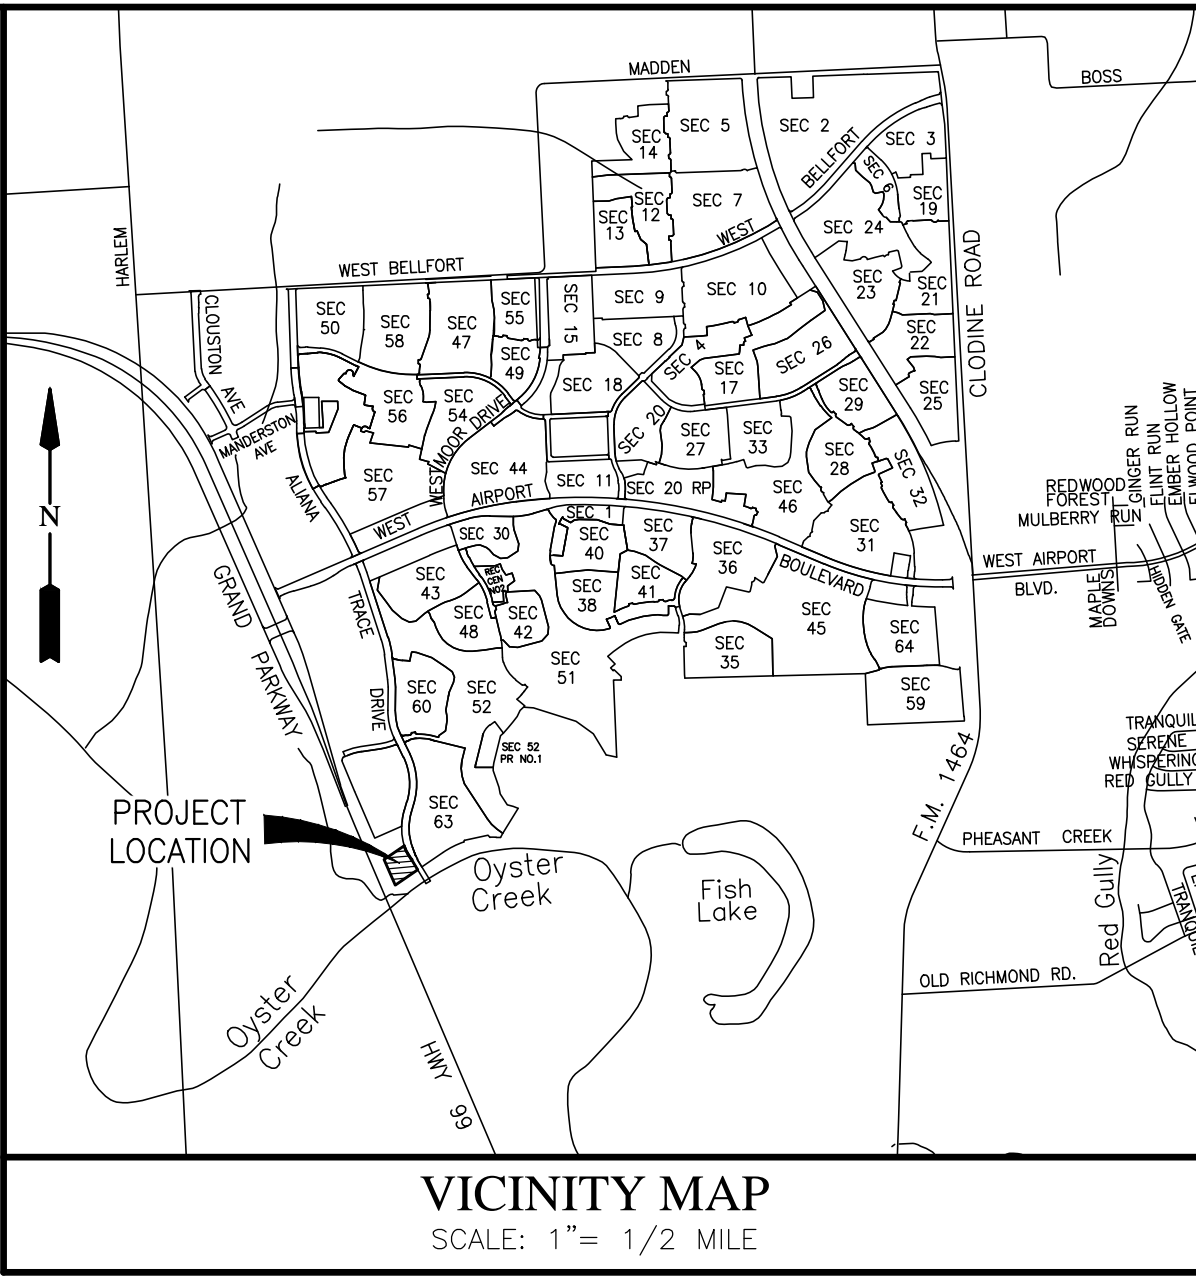 MADDEN
BOSS
SEC 5
SEC 2
SEC 3
SEC
14
BELLFORT
SEC 6
SEC
12
SEC 7
SEC
19
SEC
13
WEST
SEC 24
HARLEM
CLODINE ROAD
WEST BELLFORT
SEC
23
SEC
21
SEC
50
SEC
58
SEC
47
SEC
55
SEC 15
SEC 9
SEC 10
CLOUSTON
AVE
SEC
49
SEC 8
SEC 4
SEC 26
SEC
22
SEC 18
SEC
17
SEC
29
SEC
25
SEC
56
SEC
54
WESTMOOR DRIVE
SEC 20
SEC
27
SEC
33
MANDERSTON
AVE
SEC
28
SEC 32
GINGER RUN
FLINT RUN
EMBER HOLLOW
ELWOOD POINT
REDWOOD
FOREST
MULBERRY RUN
ALIANA
SEC
57
SEC 44
SEC 11
SEC 20 RP
SEC
46
WEST
AIRPORT
SEC 1
SEC 30
SEC
40
SEC
37
SEC
36
SEC
31
BOULEVARD
WEST AIRPORT
BLVD.
MAPLE
DOWNS
HIDDEN GATE
N
GRAND
PARKWAY
TRACE
DRIVE
SEC
43
REC
CEN
NO2
SEC
38
SEC
41
SEC
48
SEC
42
SEC
45
SEC
64
SEC
35
SEC
51
SEC
59
SEC
60
SEC
52
SEC 52
PR NO.1
F.M. 1464
TRANQUIL
SERENE
WHISPERING
RED GULLY
SEC
63
PROJECT
LOCATION
PHEASANT CREEK
Oyster
Creek
Fish
Lake
Red Gully
OLD RICHMOND RD.
Oyster
Creek
HWY 99
VICINITY MAP
SCALE: 1"= 1/2 MILE